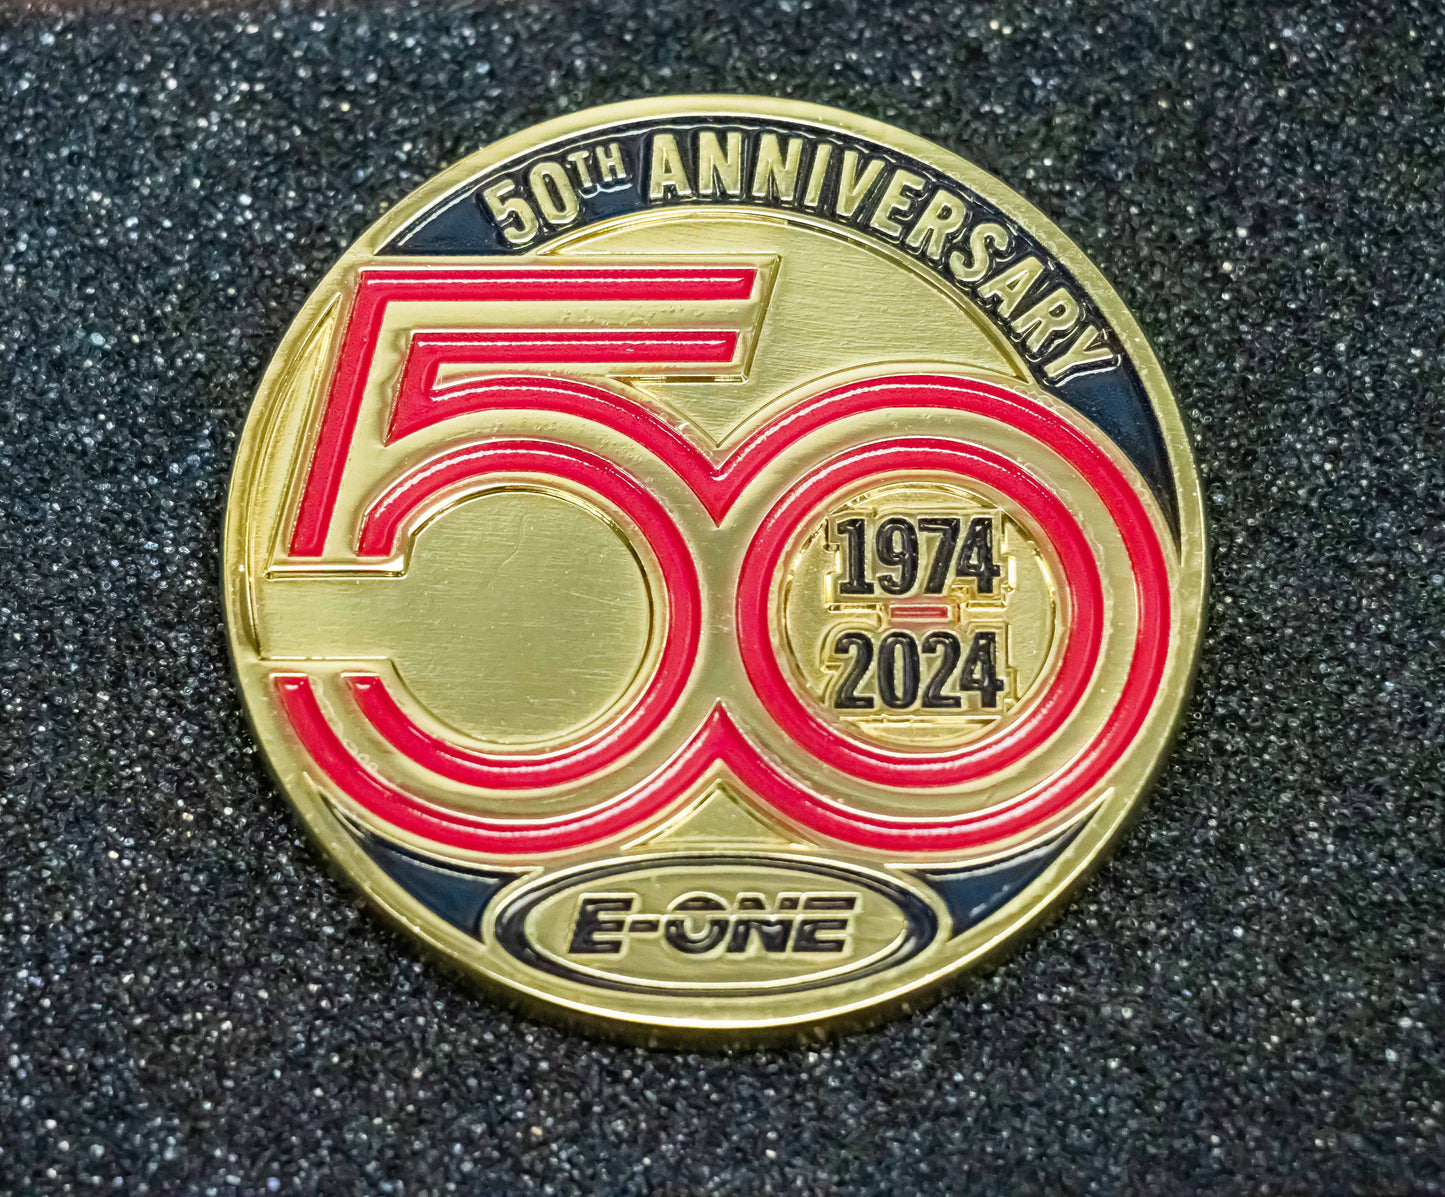 50TH ANNIVERSARY
50
1974
-
2024
E-ONE